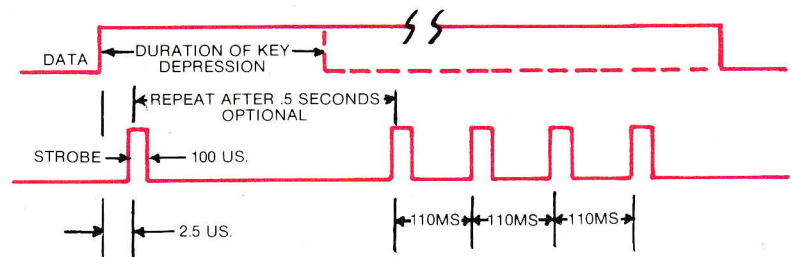 DATA
DURATION OF KEY
DEPRESSION
REPEAT AFTER .5 SECONDS
OPTIONAL
STROBE
100 US.
110MS
110MS
110MS
2.5 US.